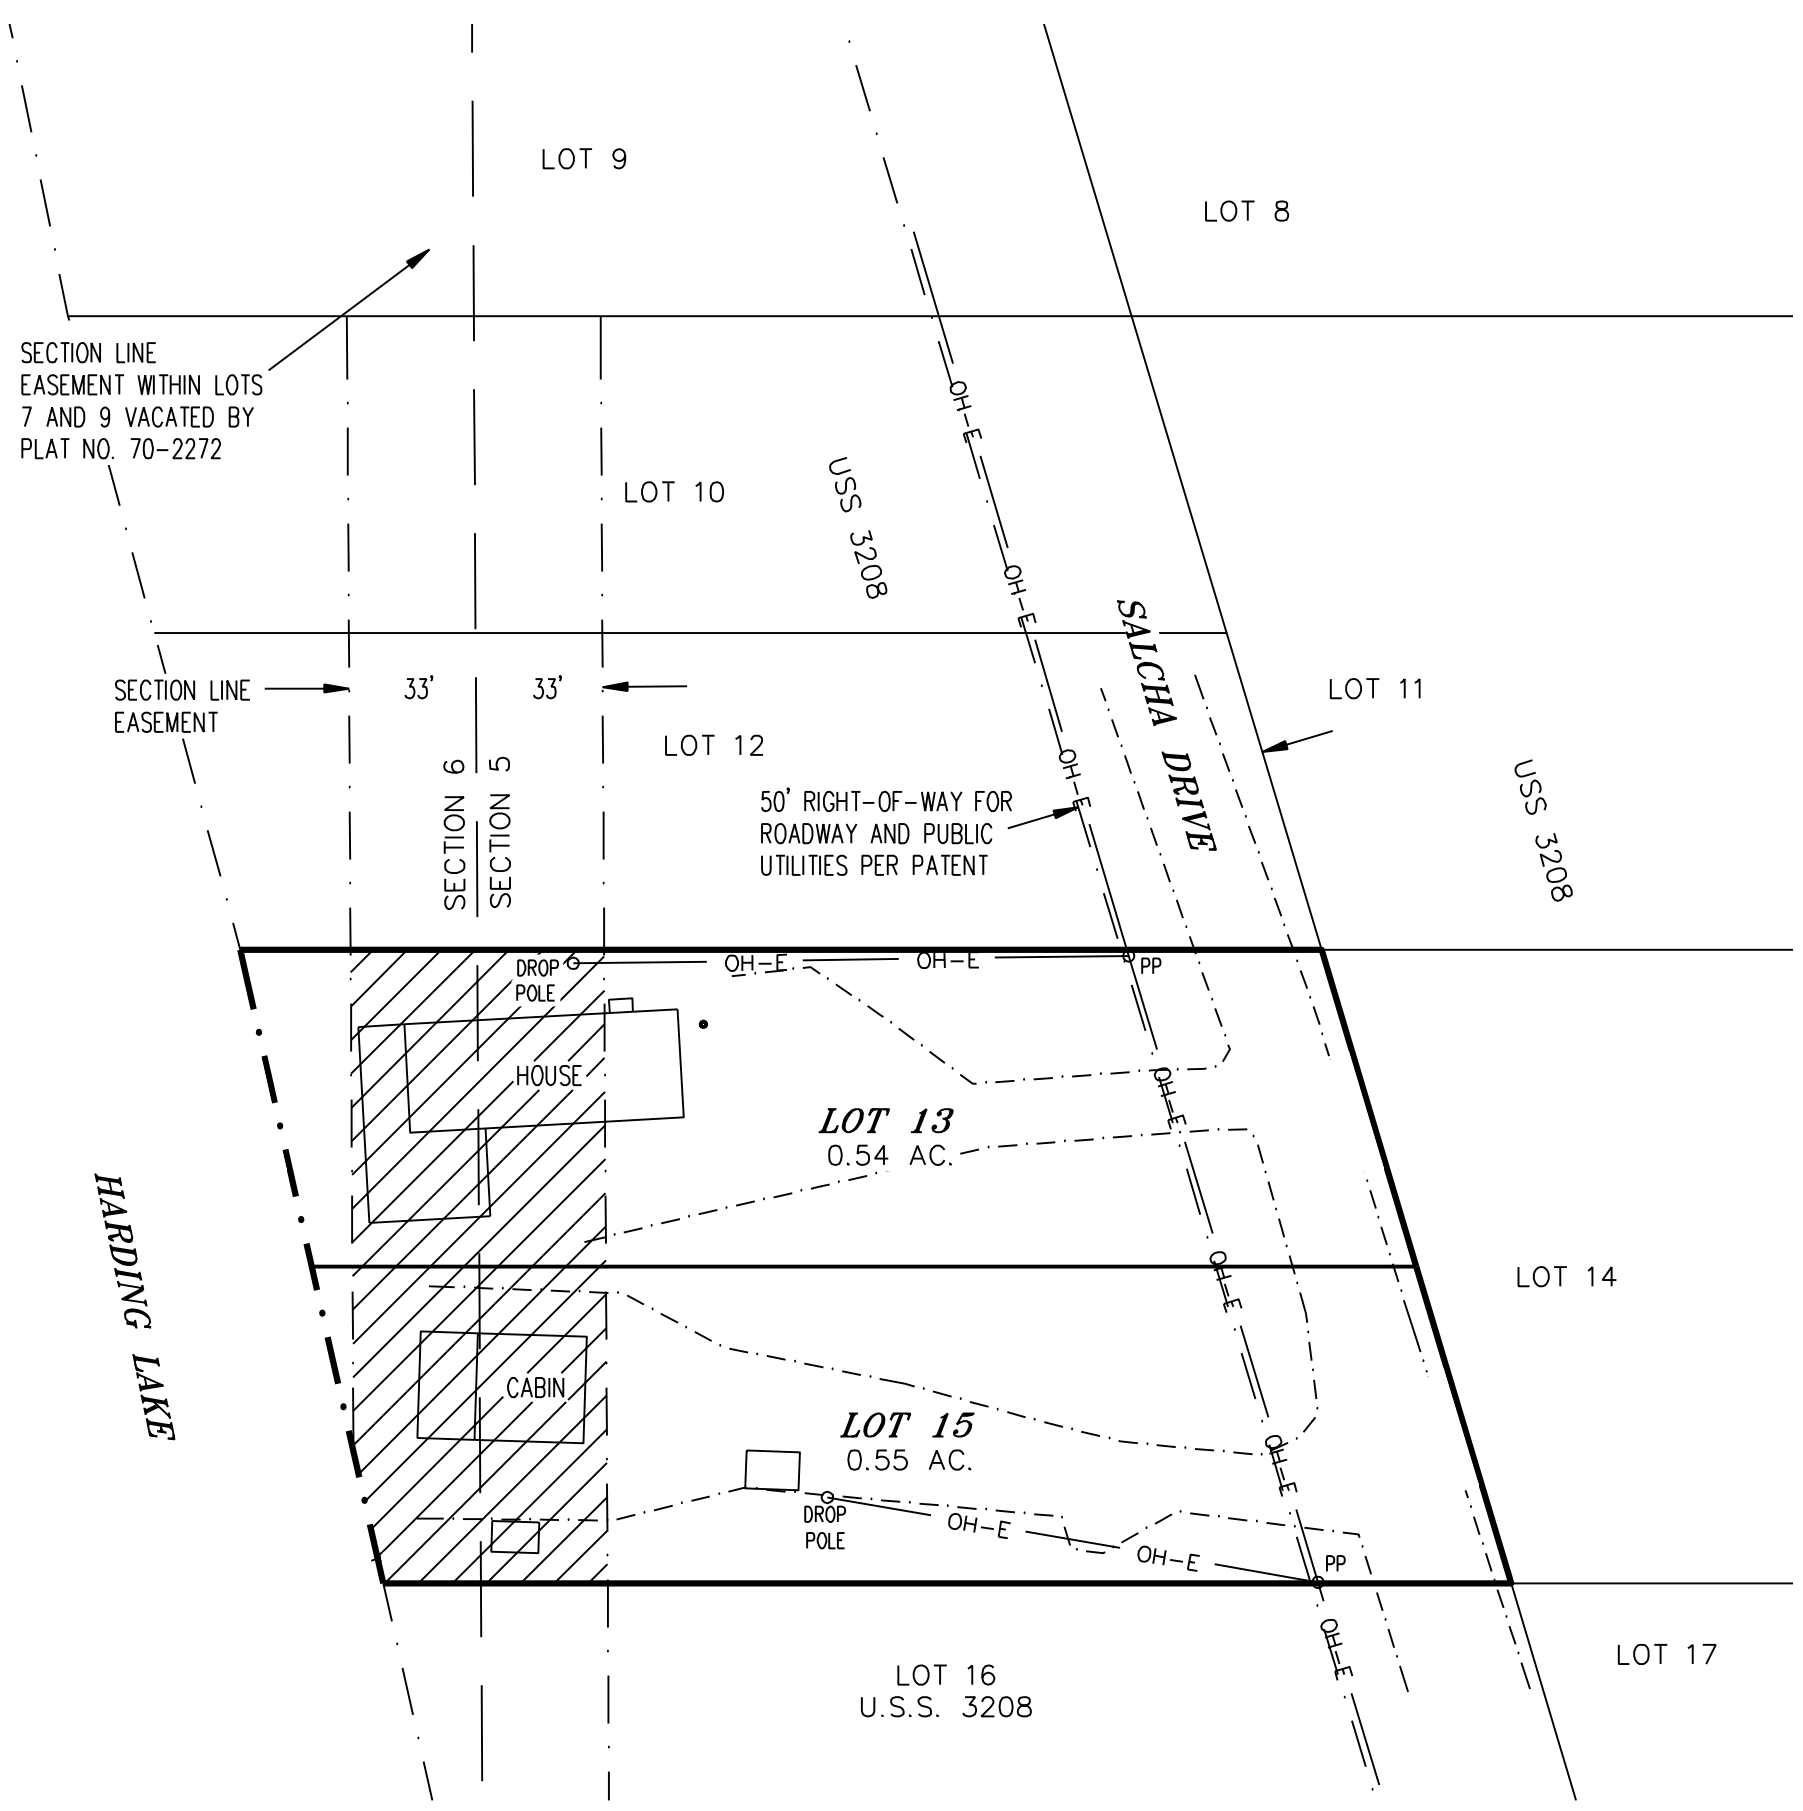 LOT 9
LOT 8
SECTION LINE
EASEMENT WITHIN LOTS
7 AND 9 VACATED BY
PLAT NO. 70-2272
OH-E
LOT 10
USS 3208
OH-E
SALCHA DRIVE
SECTION LINE
EASEMENT
33'
33'
LOT 11
LOT 12
SECTION 6
SECTION 5
OH-E
50' RIGHT-OF-WAY FOR
ROADWAY AND PUBLIC
UTILITIES PER PATENT
USS 3208
DROP
POLE
OH-E
OH-E
PP
HOUSE
OH-E
LOT 13
0.54 AC.
HARDING LAKE
OH-E
LOT 14
CABIN
LOT 15
0.55 AC.
OH-E
DROP
POLE
OH-E
OH-E
PP
OH-E
LOT 16
U.S.S. 3208
LOT 17